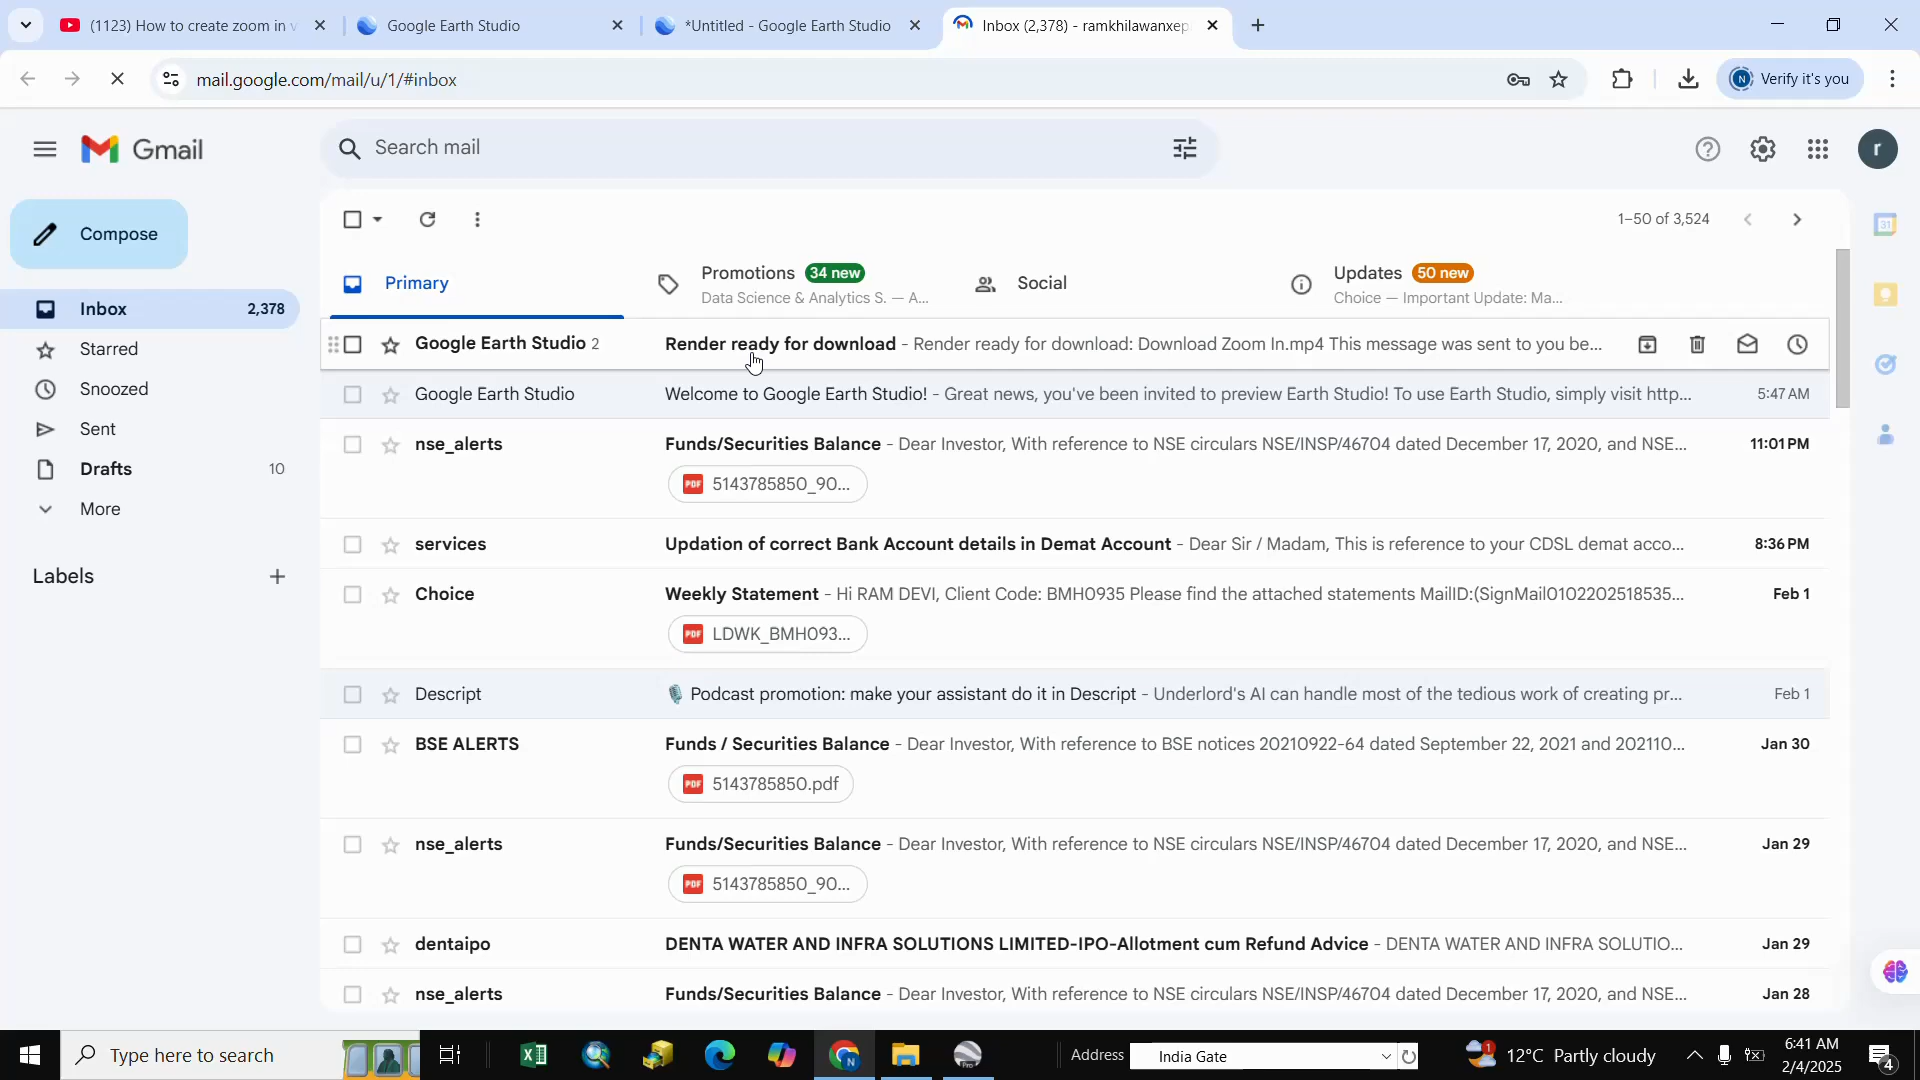 (1123) How to create zoom in v
Google Earth Studio
*Untitled - Google Earth Studio
Inbox (2,378) - ramkhilawanxep
mail.google.com/mail/u/1/#inbox
N
Verify it's you
Gmail
Search mail
r
Compose
1–50 of 3,524
31
Primary
Promotions
34 new
Data Science & Analytics S. — A...
Social
Updates
50 new
Choice — Important Update: Ma...
Inbox
2,378
Starred
Snoozed
Sent
Drafts
10
More
Labels
Google Earth Studio 2
Render ready for download - Render ready for download: Download Zoom In.mp4 This message was sent to you be...
Google Earth Studio
Welcome to Google Earth Studio! - Great news, you've been invited to preview Earth Studio! To use Earth Studio, simply visit http...
5:47 AM
nse_alerts
Funds/Securities Balance - Dear Investor, With reference to NSE circulars NSE/INSP/46704 dated December 17, 2020, and NSE...
11:01 PM
PDF 5143785850_90...
services
Updation of correct Bank Account details in Demat Account - Dear Sir / Madam, This is reference to your CDSL demat acco...
8:36 PM
Choice
Weekly Statement - Hi RAM DEVI, Client Code: BMH0935 Please find the attached statements MailID:(SignMail0102202518535...
Feb 1
PDF LDWK_BMH093...
Descript
🎙️ Podcast promotion: make your assistant do it in Descript - Underlord's AI can handle most of the tedious work of creating pr...
Feb 1
BSE ALERTS
Funds / Securities Balance - Dear Investor, With reference to BSE notices 20210922-64 dated September 22, 2021 and 202110...
Jan 30
PDF 5143785850.pdf
nse_alerts
Funds/Securities Balance - Dear Investor, With reference to NSE circulars NSE/INSP/46704 dated December 17, 2020, and NSE...
Jan 29
PDF 5143785850_90...
dentaipo
DENTA WATER AND INFRA SOLUTIONS LIMITED-IPO-Allotment cum Refund Advice - DENTA WATER AND INFRA SOLUTIO...
Jan 29
nse_alerts
Funds/Securities Balance - Dear Investor, With reference to NSE circulars NSE/INSP/46704 dated December 17, 2020, and NSE...
Jan 28
Type here to search
Address
India Gate
12°C Partly cloudy
6:41 AM
2/4/2025
4